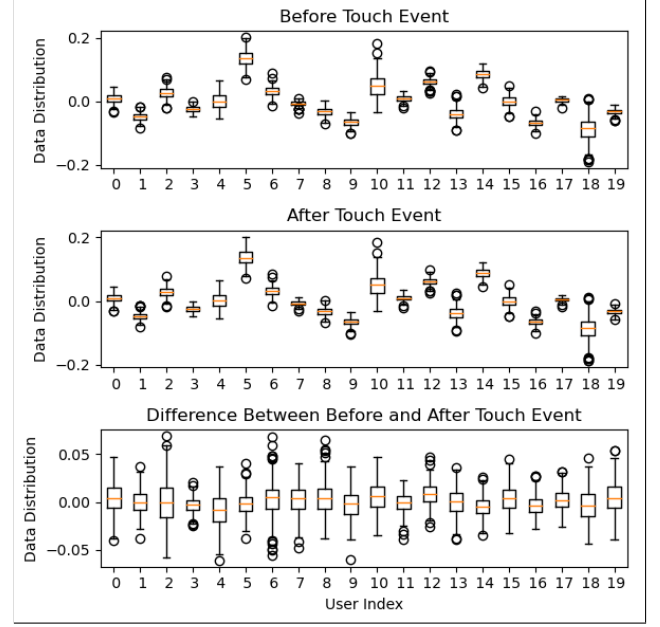 Before Touch Event
0.2
0.0
−0.2
Data Distribution
0 1 2 3 4 5 6 7 8 9 10 11 12 13 14 15 16 17 18 19
After Touch Event
0.2
0.0
−0.2
Data Distribution
0 1 2 3 4 5 6 7 8 9 10 11 12 13 14 15 16 17 18 19
Difference Between Before and After Touch Event
0.05
0.00
−0.05
Data Distribution
0 1 2 3 4 5 6 7 8 9 10 11 12 13 14 15 16 17 18 19
User Index